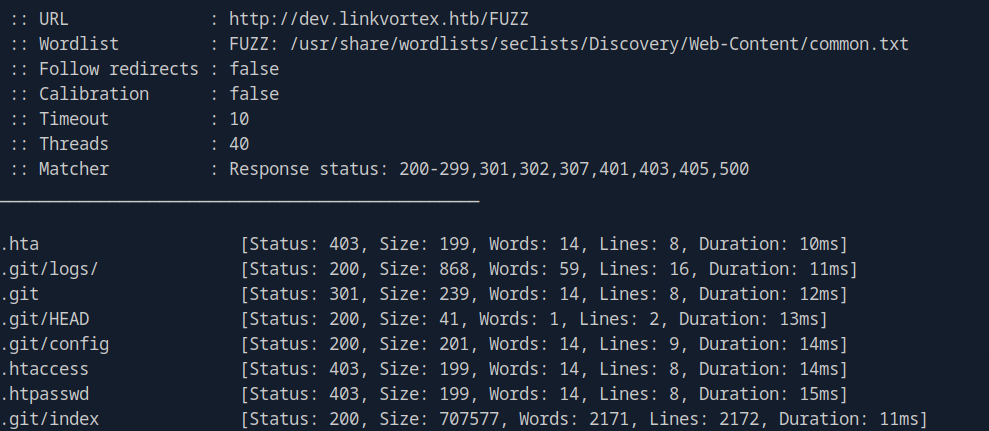 :: URL : http://dev.linkvortex.htb/FUZZ
:: Wordlist : FUZZ: /usr/share/wordlists/seclists/Discovery/Web-Content/common.txt
:: Follow redirects : false
:: Calibration : false
:: Timeout : 10
:: Threads : 40
:: Matcher : Response status: 200-299,301,302,307,401,403,405,500
________________________________________________
.hta [Status: 403, Size: 199, Words: 14, Lines: 8, Duration: 10ms]
.git/logs/ [Status: 200, Size: 868, Words: 59, Lines: 16, Duration: 11ms]
.git [Status: 301, Size: 239, Words: 14, Lines: 8, Duration: 12ms]
.git/HEAD [Status: 200, Size: 41, Words: 1, Lines: 2, Duration: 13ms]
.git/config [Status: 200, Size: 201, Words: 14, Lines: 9, Duration: 14ms]
.htaccess [Status: 403, Size: 199, Words: 14, Lines: 8, Duration: 14ms]
.htpasswd [Status: 403, Size: 199, Words: 14, Lines: 8, Duration: 15ms]
.git/index [Status: 200, Size: 707577, Words: 2171, Lines: 2172, Duration: 11ms]